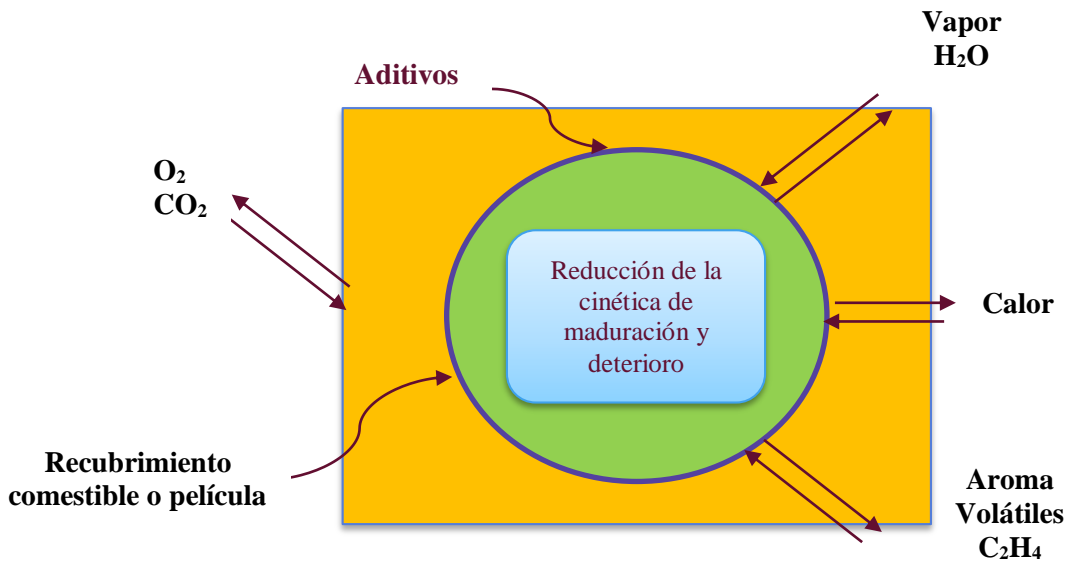 Vapor
H₂O
Aditivos
O₂
CO₂
Reducción de la
cinética de
maduración y
deterioro
Calor
Recubrimiento
comestible o película
Aroma
Volátiles
C₂H₄